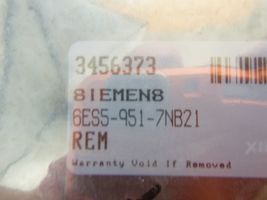 3456373
SIEMENS
6ES5-951-7NB21
REM
Warranty Void If Removed